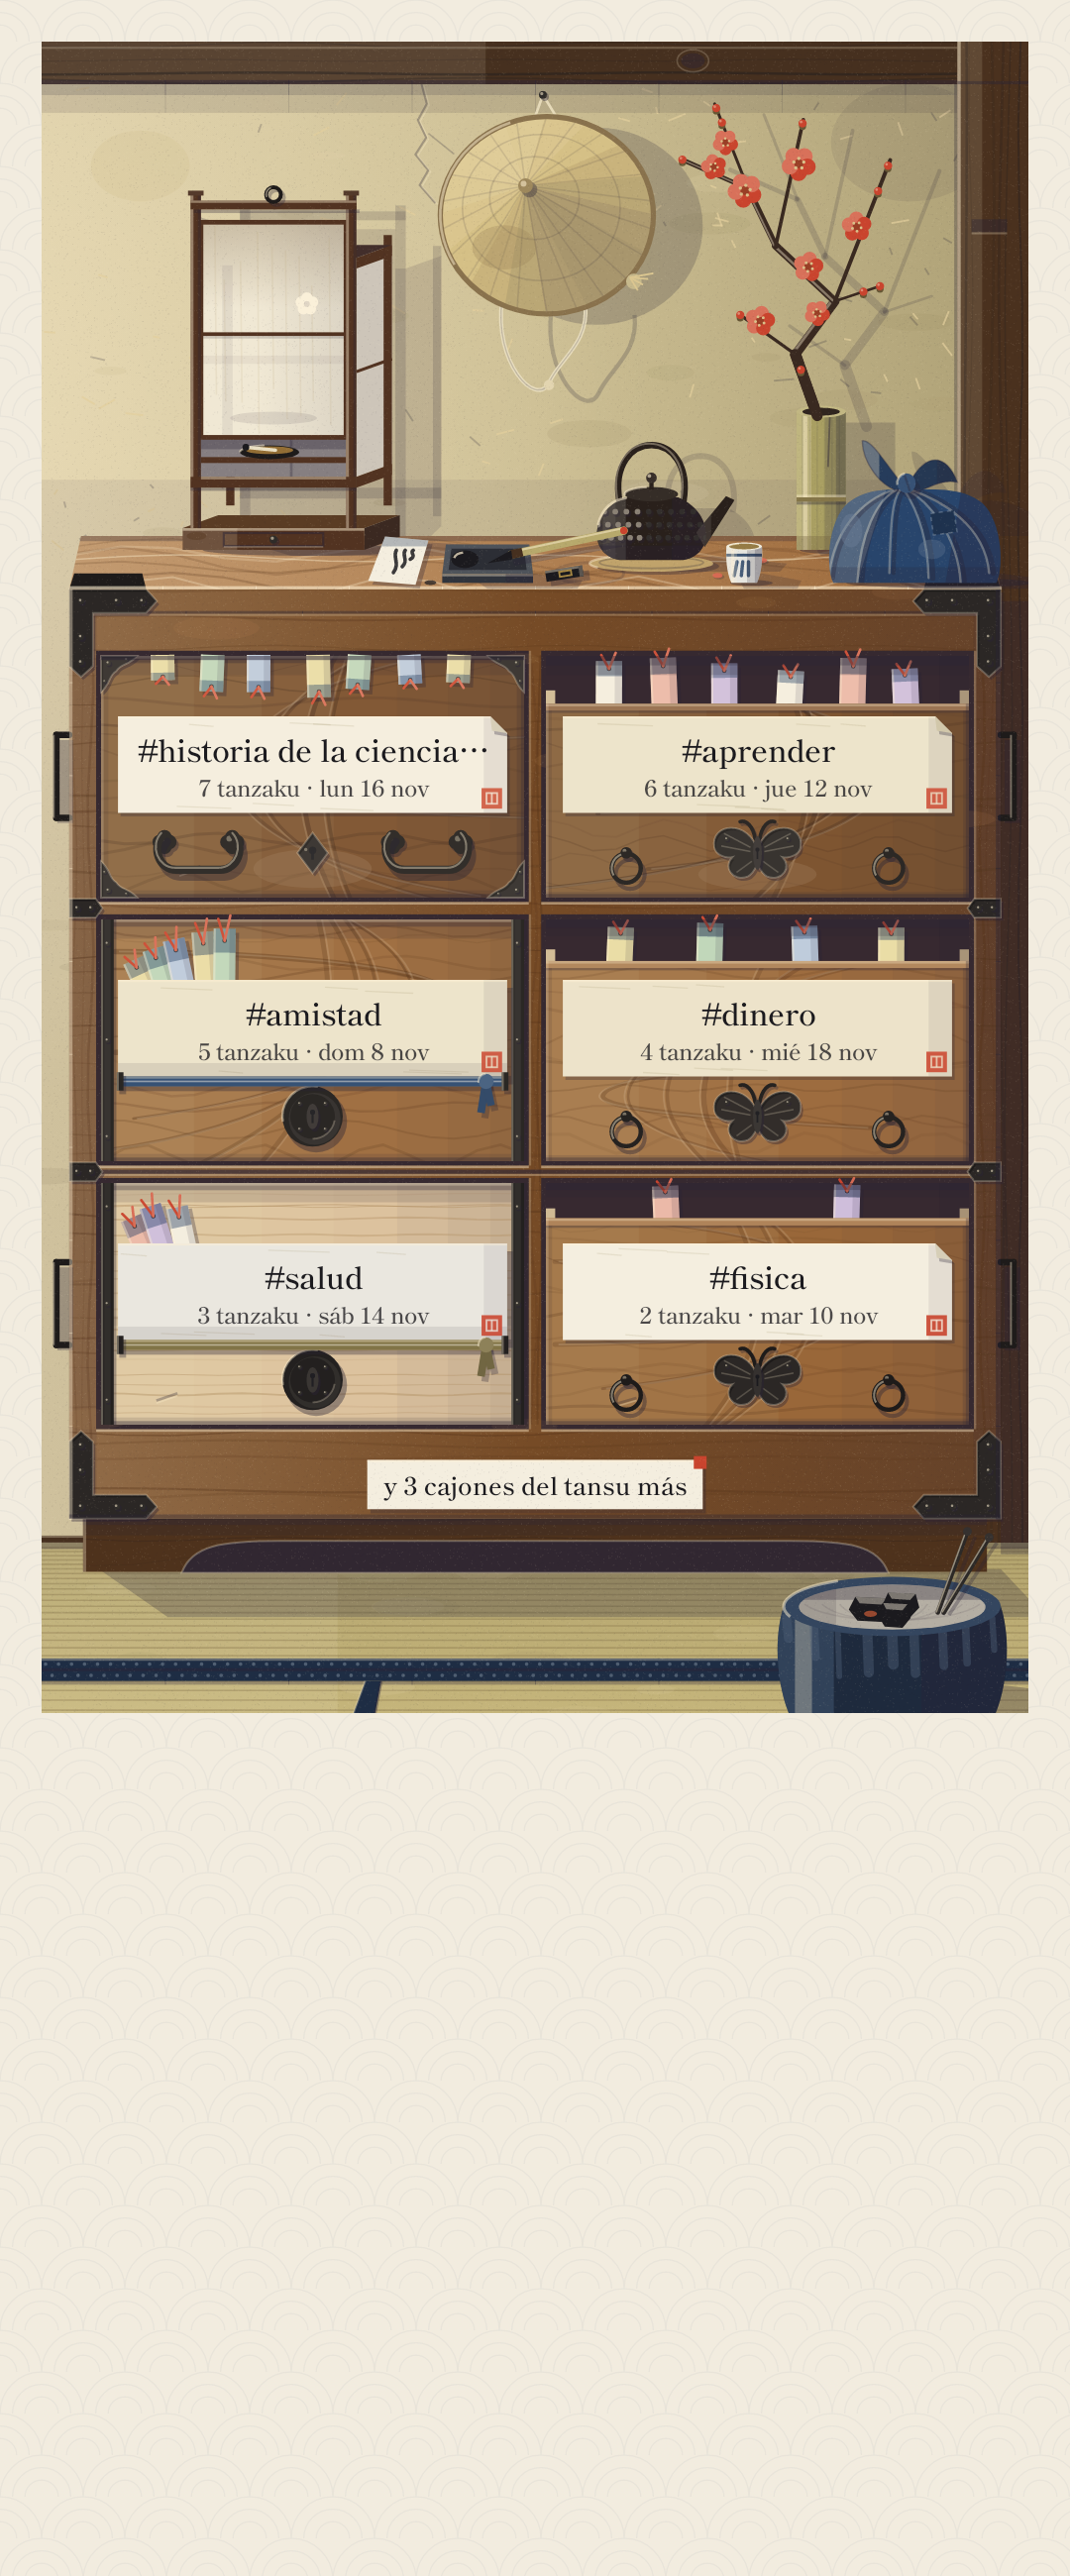 #historia de la ciencia…
7 tanzaku · lun 16 nov
#aprender
6 tanzaku · jue 12 nov
#amistad
5 tanzaku · dom 8 nov
#dinero
4 tanzaku · mié 18 nov
#salud
3 tanzaku · sáb 14 nov
#fisica
2 tanzaku · mar 10 nov
y 3 cajones del tansu más